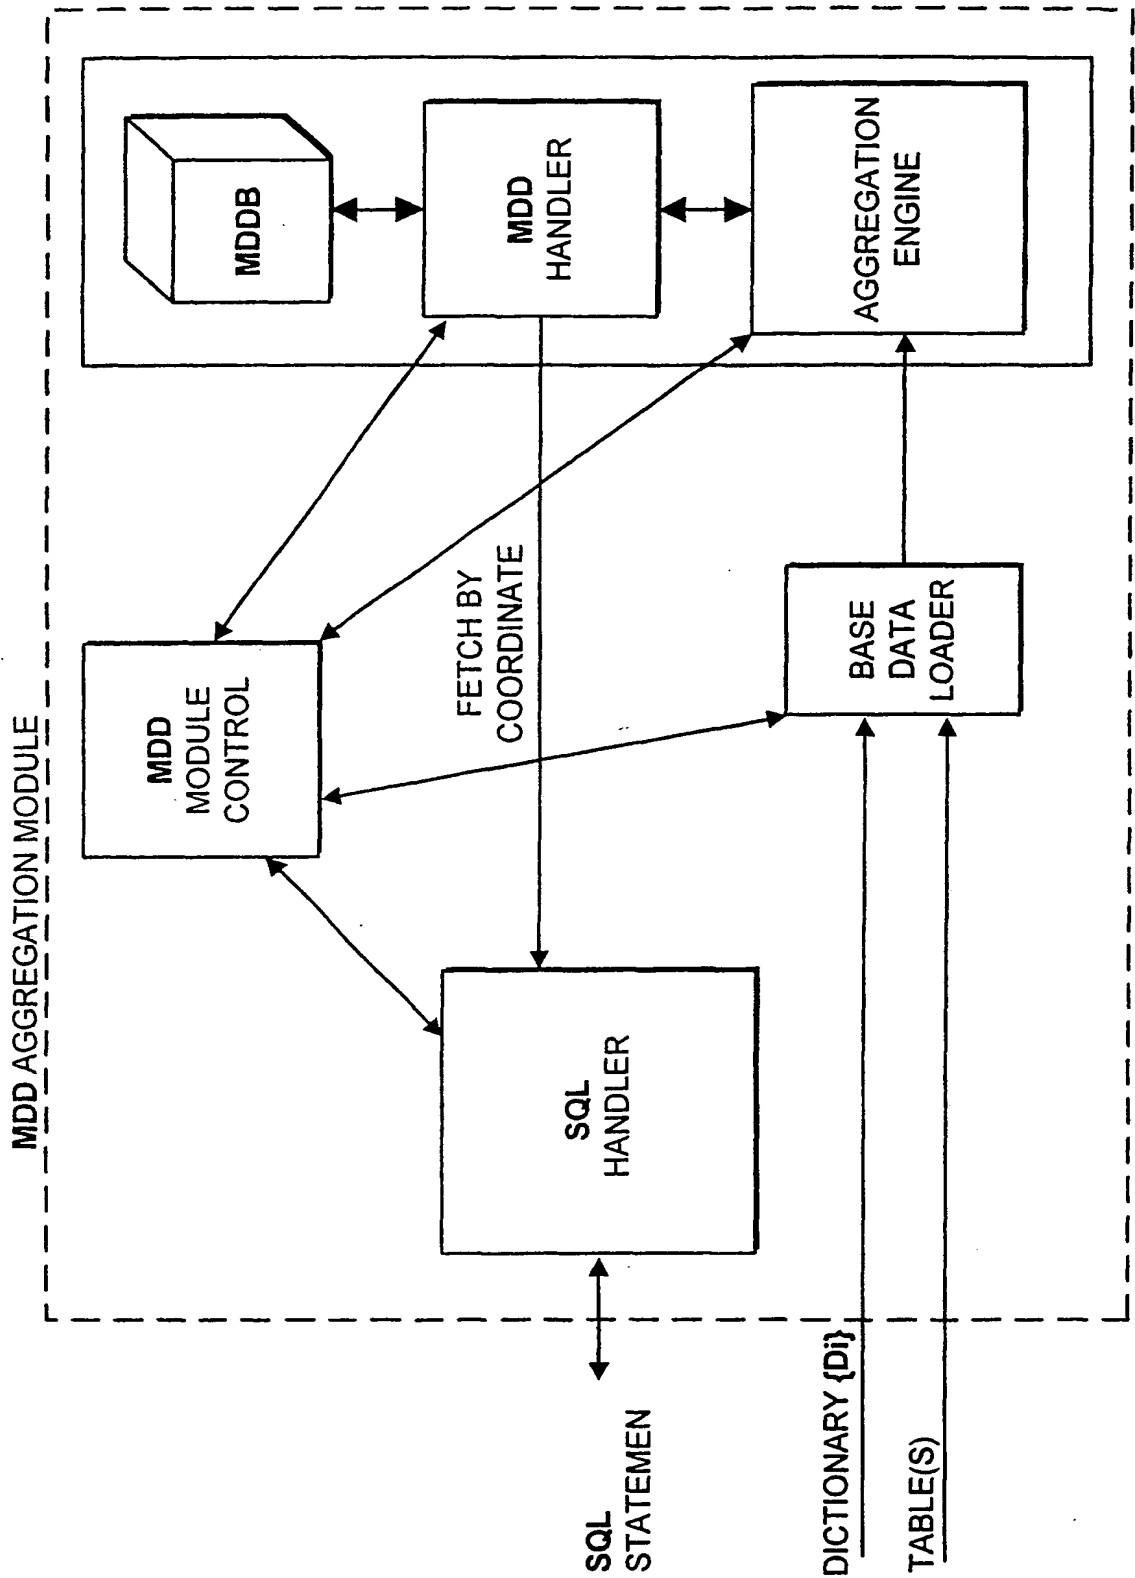 MDD AGGREGATION MODULE
MDD
MODULE
CONTROL
MDDB
MDD
HANDLER
AGGREGATION
ENGINE
FETCH BY
COORDINATE
SQL
HANDLER
BASE
DATA
LOADER
SQL
STATEMEN
DICTIONARY {Di}
TABLE(S)